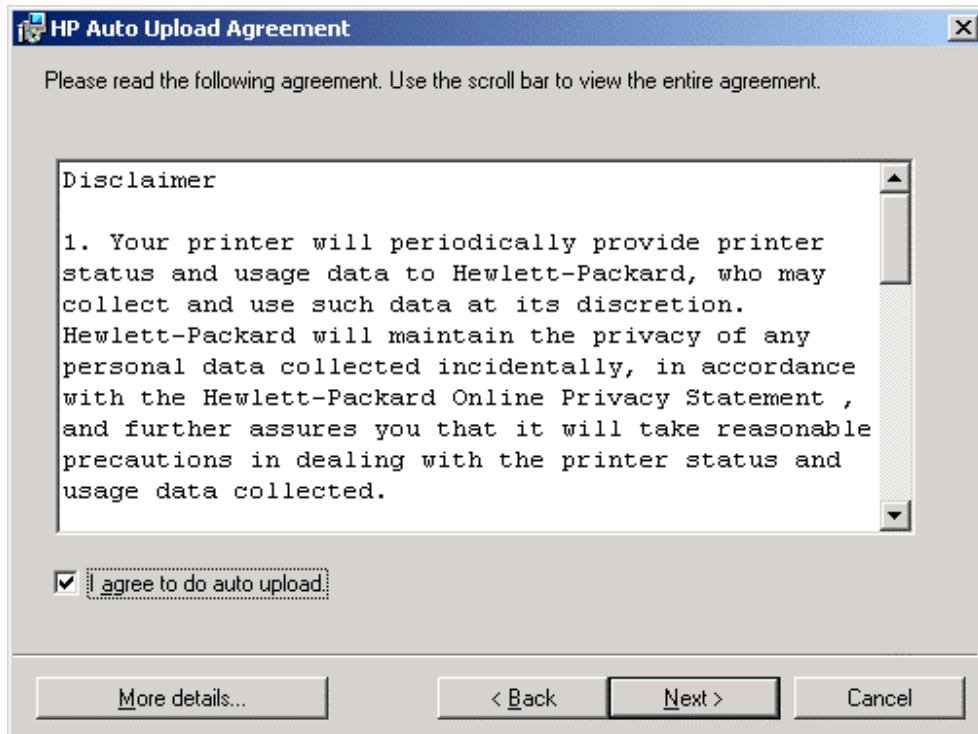 HP Auto Upload Agreement
Please read the following agreement. Use the scroll bar to view the entire agreement.
Disclaimer
1. Your printer will periodically provide printer
status and usage data to Hewlett-Packard, who may
collect and use such data at its discretion.
Hewlett-Packard will maintain the privacy of any
personal data collected incidentally, in accordance
with the Hewlett-Packard Online Privacy Statement ,
and further assures you that it will take reasonable
precautions in dealing with the printer status and
usage data collected.
I agree to do auto upload.
More details... < Back Next > Cancel